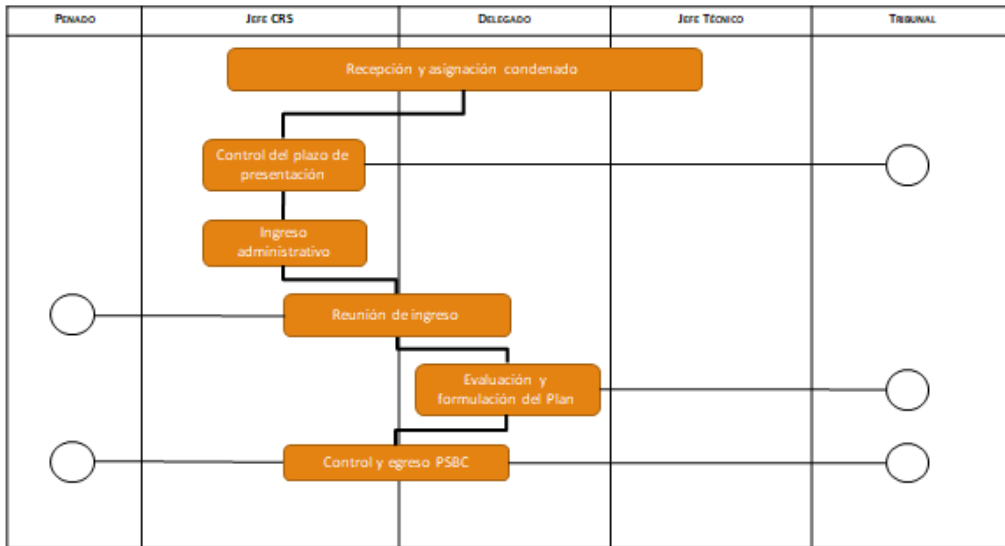 PENADO
JEFE CRS
DELEGADO
JEFE TÉCNICO
TRIBUNAL
Recepción y asignación condenado
Control del plazo de
presentación
Ingreso
administrativo
Reunión de ingreso
Evaluación y
formulación del Plan
Control y egreso PSBC